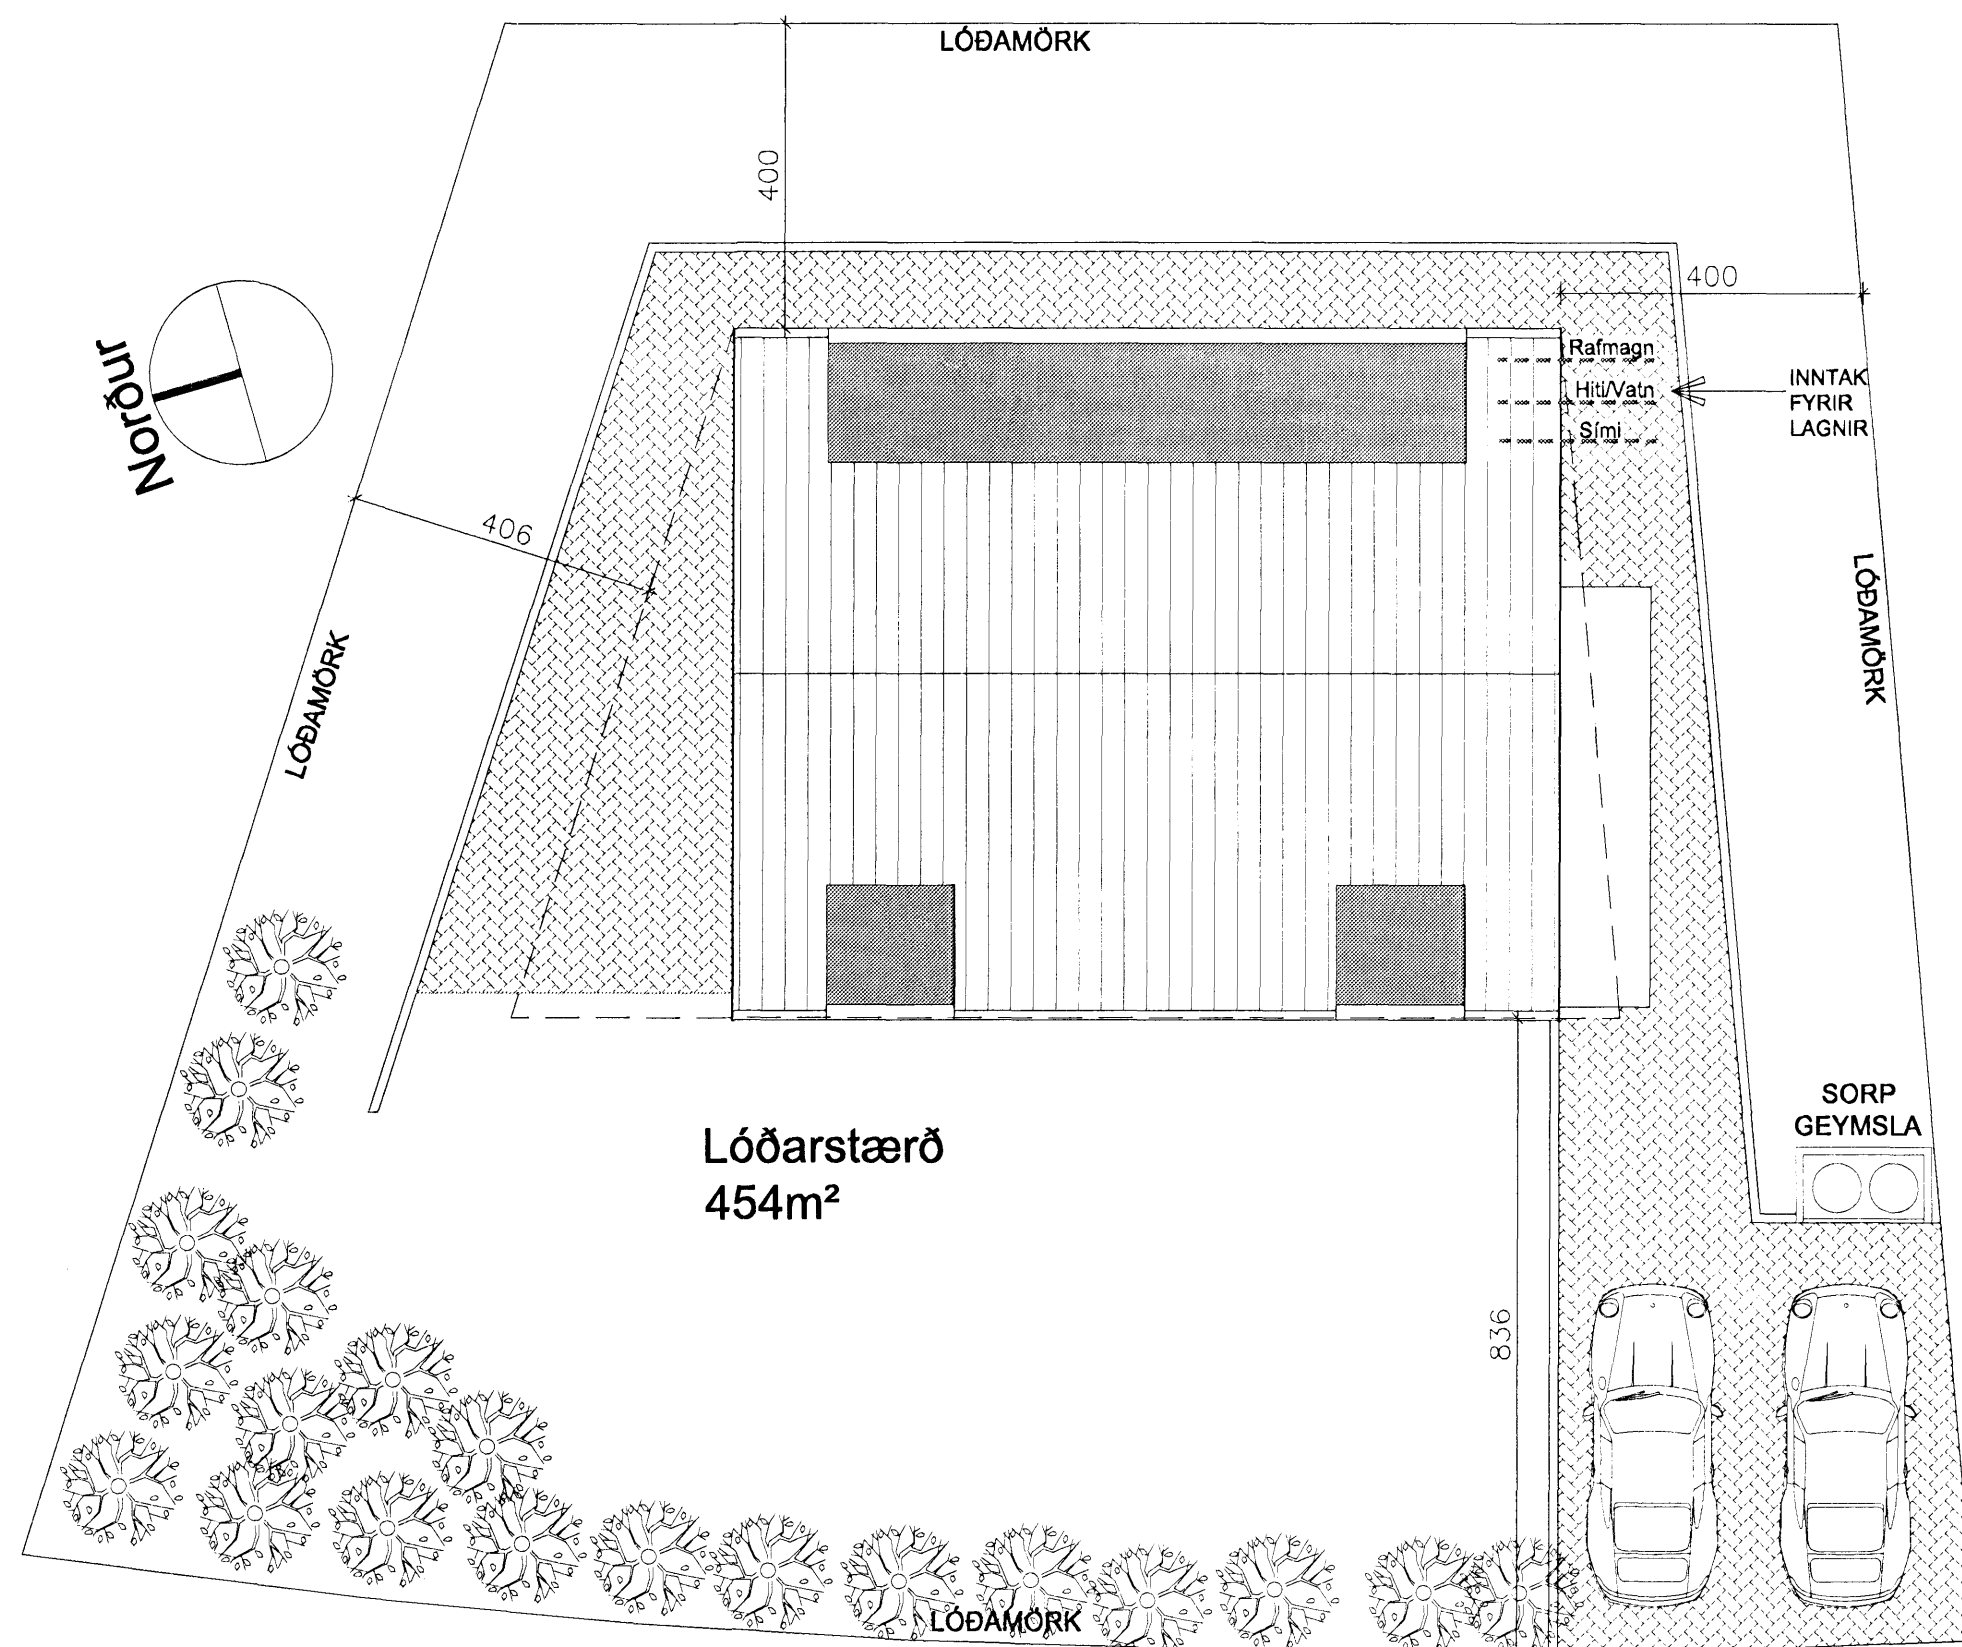 LÓÐAMÖRK
400
400
Norður
Rafmagn
Hiti/Vatn
Sími
INNTAK
FYRIR
LAGNIR
406
LÓÐAMÖRK
LÓÐAMÖRK
SORP
GEYMSLA
Lóðarstærð
454m²
836
LÓÐAMÖRK